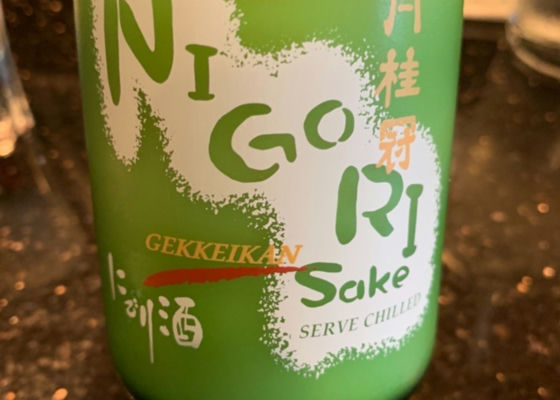 NIGORI
月桂冠
GEKKEIKAN
Sake
SERVE CHILLED
にごり酒